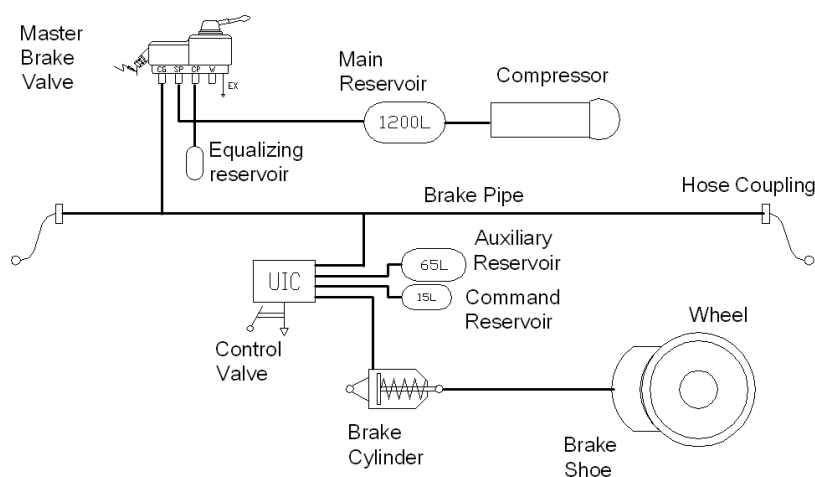 Master
Brake
Valve
CG SP CP W
EX
Main
Reservoir
1200L
Compressor
Equalizing
reservoir
Brake Pipe
Hose Coupling
UIC
65L
Auxiliary
Reservoir
15L
Command
Reservoir
Control
Valve
Wheel
Brake
Cylinder
Brake
Shoe